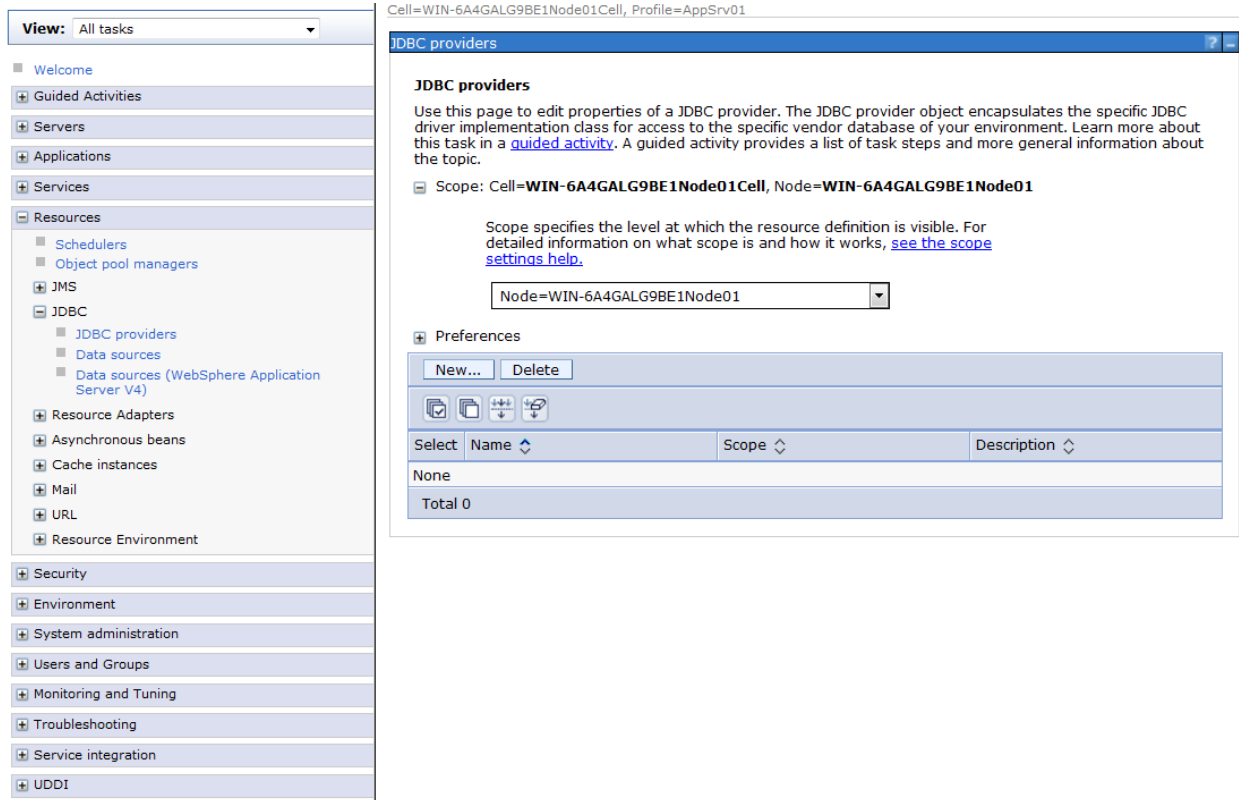 View: All tasks
Welcome
Guided Activities
Servers
Applications
Services
Resources
Schedulers
Object pool managers
JMS
JDBC
JDBC providers
Data sources
Data sources (WebSphere Application
Server V4)
Resource Adapters
Asynchronous beans
Cache instances
Mail
URL
Resource Environment
Security
Environment
System administration
Users and Groups
Monitoring and Tuning
Troubleshooting
Service integration
UDDI
Cell=WIN-6A4GALG9BE1Node01Cell, Profile=AppSrv01
JDBC providers ? _
JDBC providers
Use this page to edit properties of a JDBC provider. The JDBC provider object encapsulates the specific JDBC
driver implementation class for access to the specific vendor database of your environment. Learn more about
this task in a guided activity. A guided activity provides a list of task steps and more general information about
the topic.
Scope: Cell=WIN-6A4GALG9BE1Node01Cell, Node=WIN-6A4GALG9BE1Node01
Scope specifies the level at which the resource definition is visible. For
detailed information on what scope is and how it works, see the scope
settings help.
Node=WIN-6A4GALG9BE1Node01
Preferences
New... Delete
Select Name Scope Description
None
Total 0